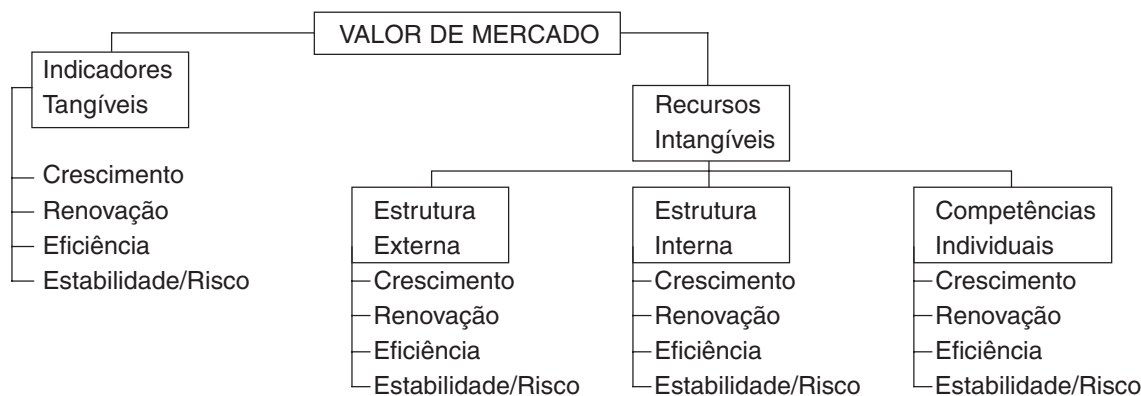 VALOR DE MERCADO
Indicadores
Tangíveis
Crescimento
Renovação
Eficiência
Estabilidade/Risco
Recursos
Intangíveis
Estrutura
Externa
Crescimento
Renovação
Eficiência
Estabilidade/Risco
Estrutura
Interna
Crescimento
Renovação
Eficiência
Estabilidade/Risco
Competências
Individuais
Crescimento
Renovação
Eficiência
Estabilidade/Risco